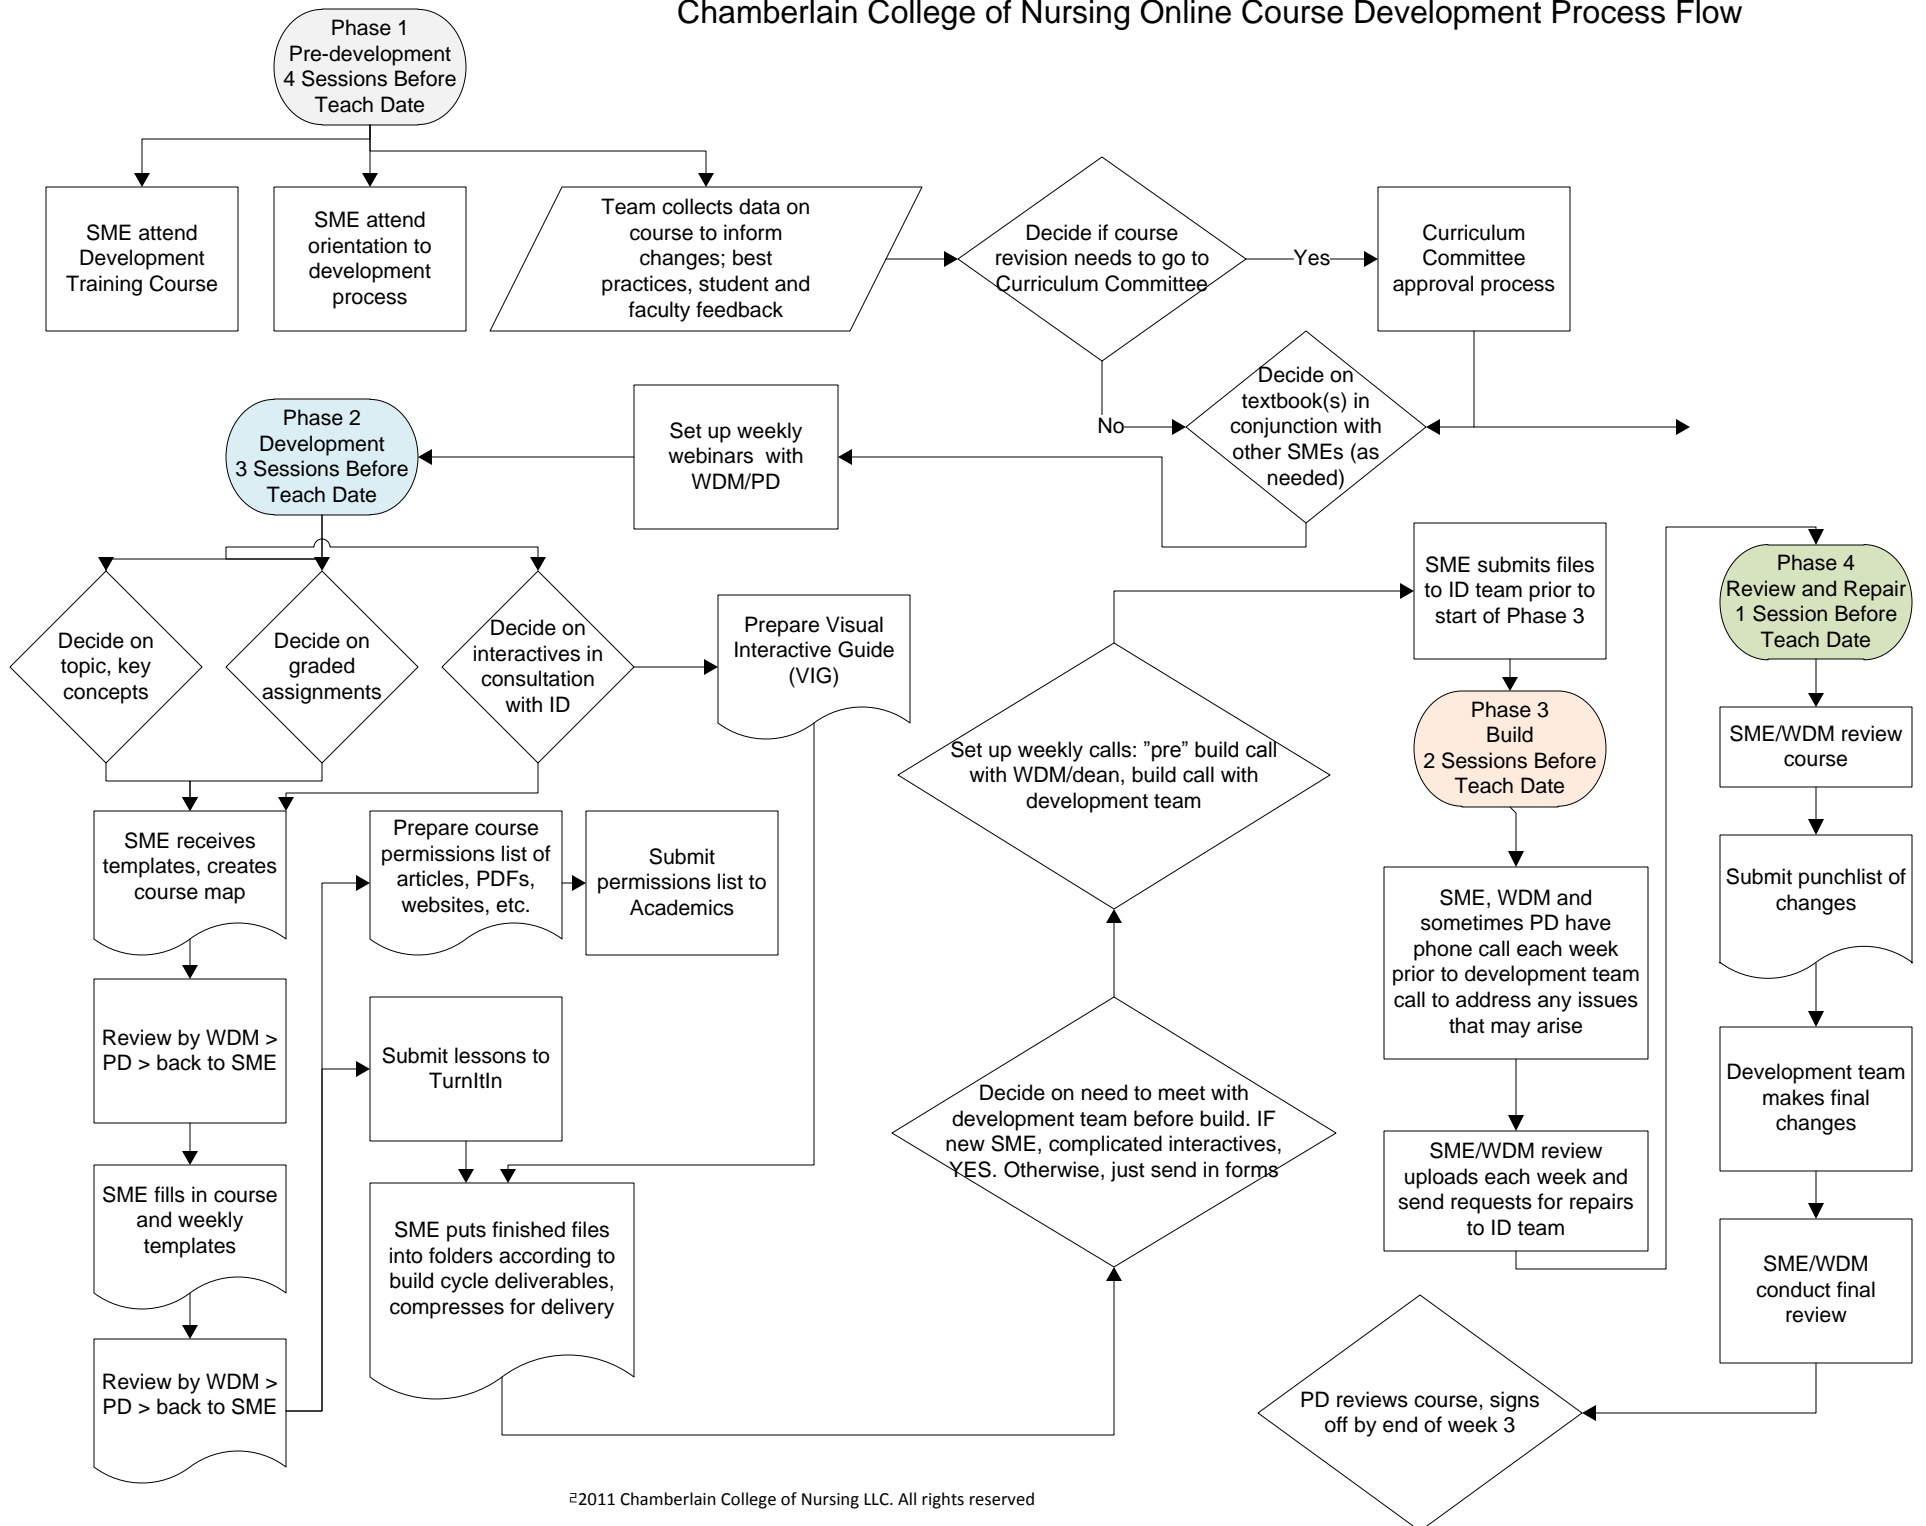 Chamberlain College of Nursing Online Course Development Process Flow
Phase 1
Pre-development
4 Sessions Before
Teach Date
SME attend
Development
Training Course
SME attend
orientation to
development
process
Team collects data on
course to inform
changes; best
practices, student and
faculty feedback
Decide if course
revision needs to go to
Curriculum Committee
Yes
Curriculum
Committee
approval process
No
Decide on
textbook(s) in
conjunction with
other SMEs (as
needed)
Set up weekly
webinars with
WDM/PD
Phase 2
Development
3 Sessions Before
Teach Date
Decide on
topic, key
concepts
Decide on
graded
assignments
Decide on
interactives in
consultation
with ID
Prepare Visual
Interactive Guide
(VIG)
SME receives
templates, creates
course map
Review by WDM >
PD > back to SME
SME fills in course
and weekly
templates
Review by WDM >
PD > back to SME
Prepare course
permissions list of
articles, PDFs,
websites, etc.
Submit
permissions list to
Academics
Submit lessons to
TurnItIn
SME puts finished files
into folders according to
build cycle deliverables,
compresses for delivery
Decide on need to meet with
development team before build. IF
new SME, complicated interactives,
YES. Otherwise, just send in forms
Set up weekly calls: ”pre” build call
with WDM/dean, build call with
development team
SME submits files
to ID team prior to
start of Phase 3
Phase 3
Build
2 Sessions Before
Teach Date
SME, WDM and
sometimes PD have
phone call each week
prior to development team
call to address any issues
that may arise
SME/WDM review
uploads each week and
send requests for repairs
to ID team
Phase 4
Review and Repair
1 Session Before
Teach Date
SME/WDM review
course
Submit punchlist of
changes
Development team
makes final
changes
SME/WDM
conduct final
review
PD reviews course, signs
off by end of week 3
2011 Chamberlain College of Nursing LLC. All rights reserved